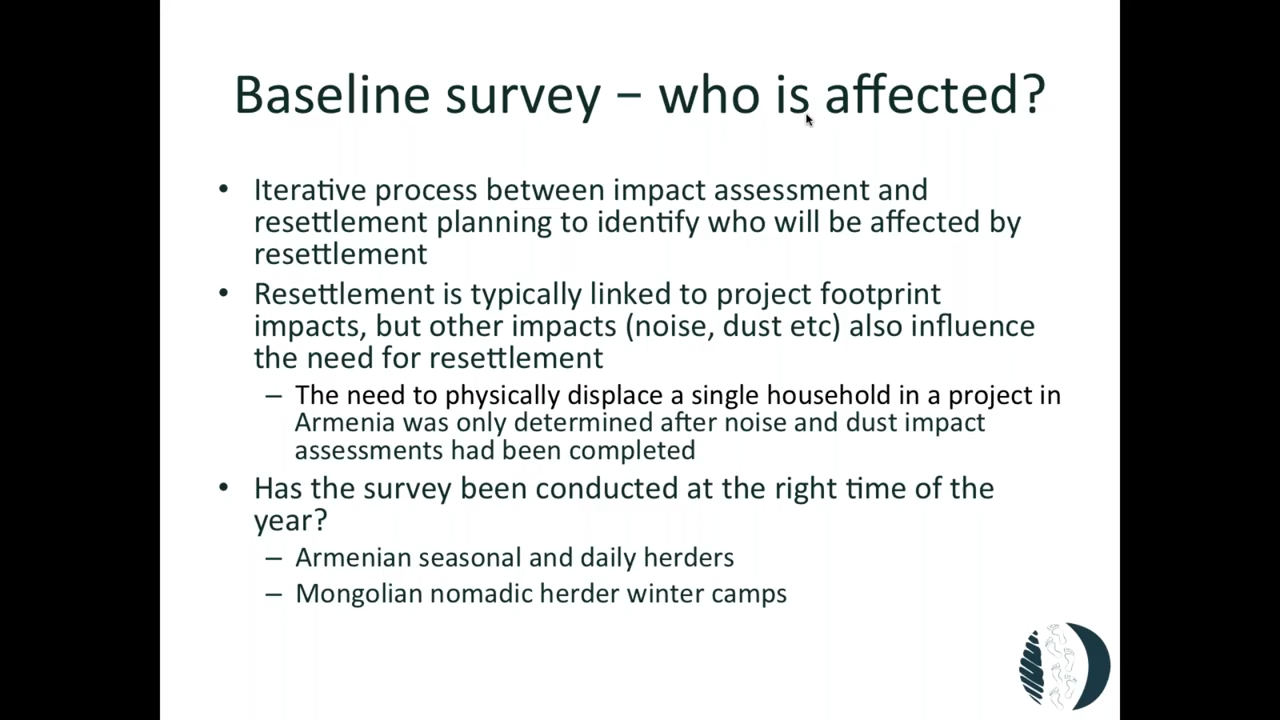 Baseline survey – who is affected?
• Iterative process between impact assessment and
resettlement planning to identify who will be affected by
resettlement
• Resettlement is typically linked to project footprint
impacts, but other impacts (noise, dust etc) also influence
the need for resettlement
– The need to physically displace a single household in a project in
Armenia was only determined after noise and dust impact
assessments had been completed
• Has the survey been conducted at the right time of the
year?
– Armenian seasonal and daily herders
– Mongolian nomadic herder winter camps